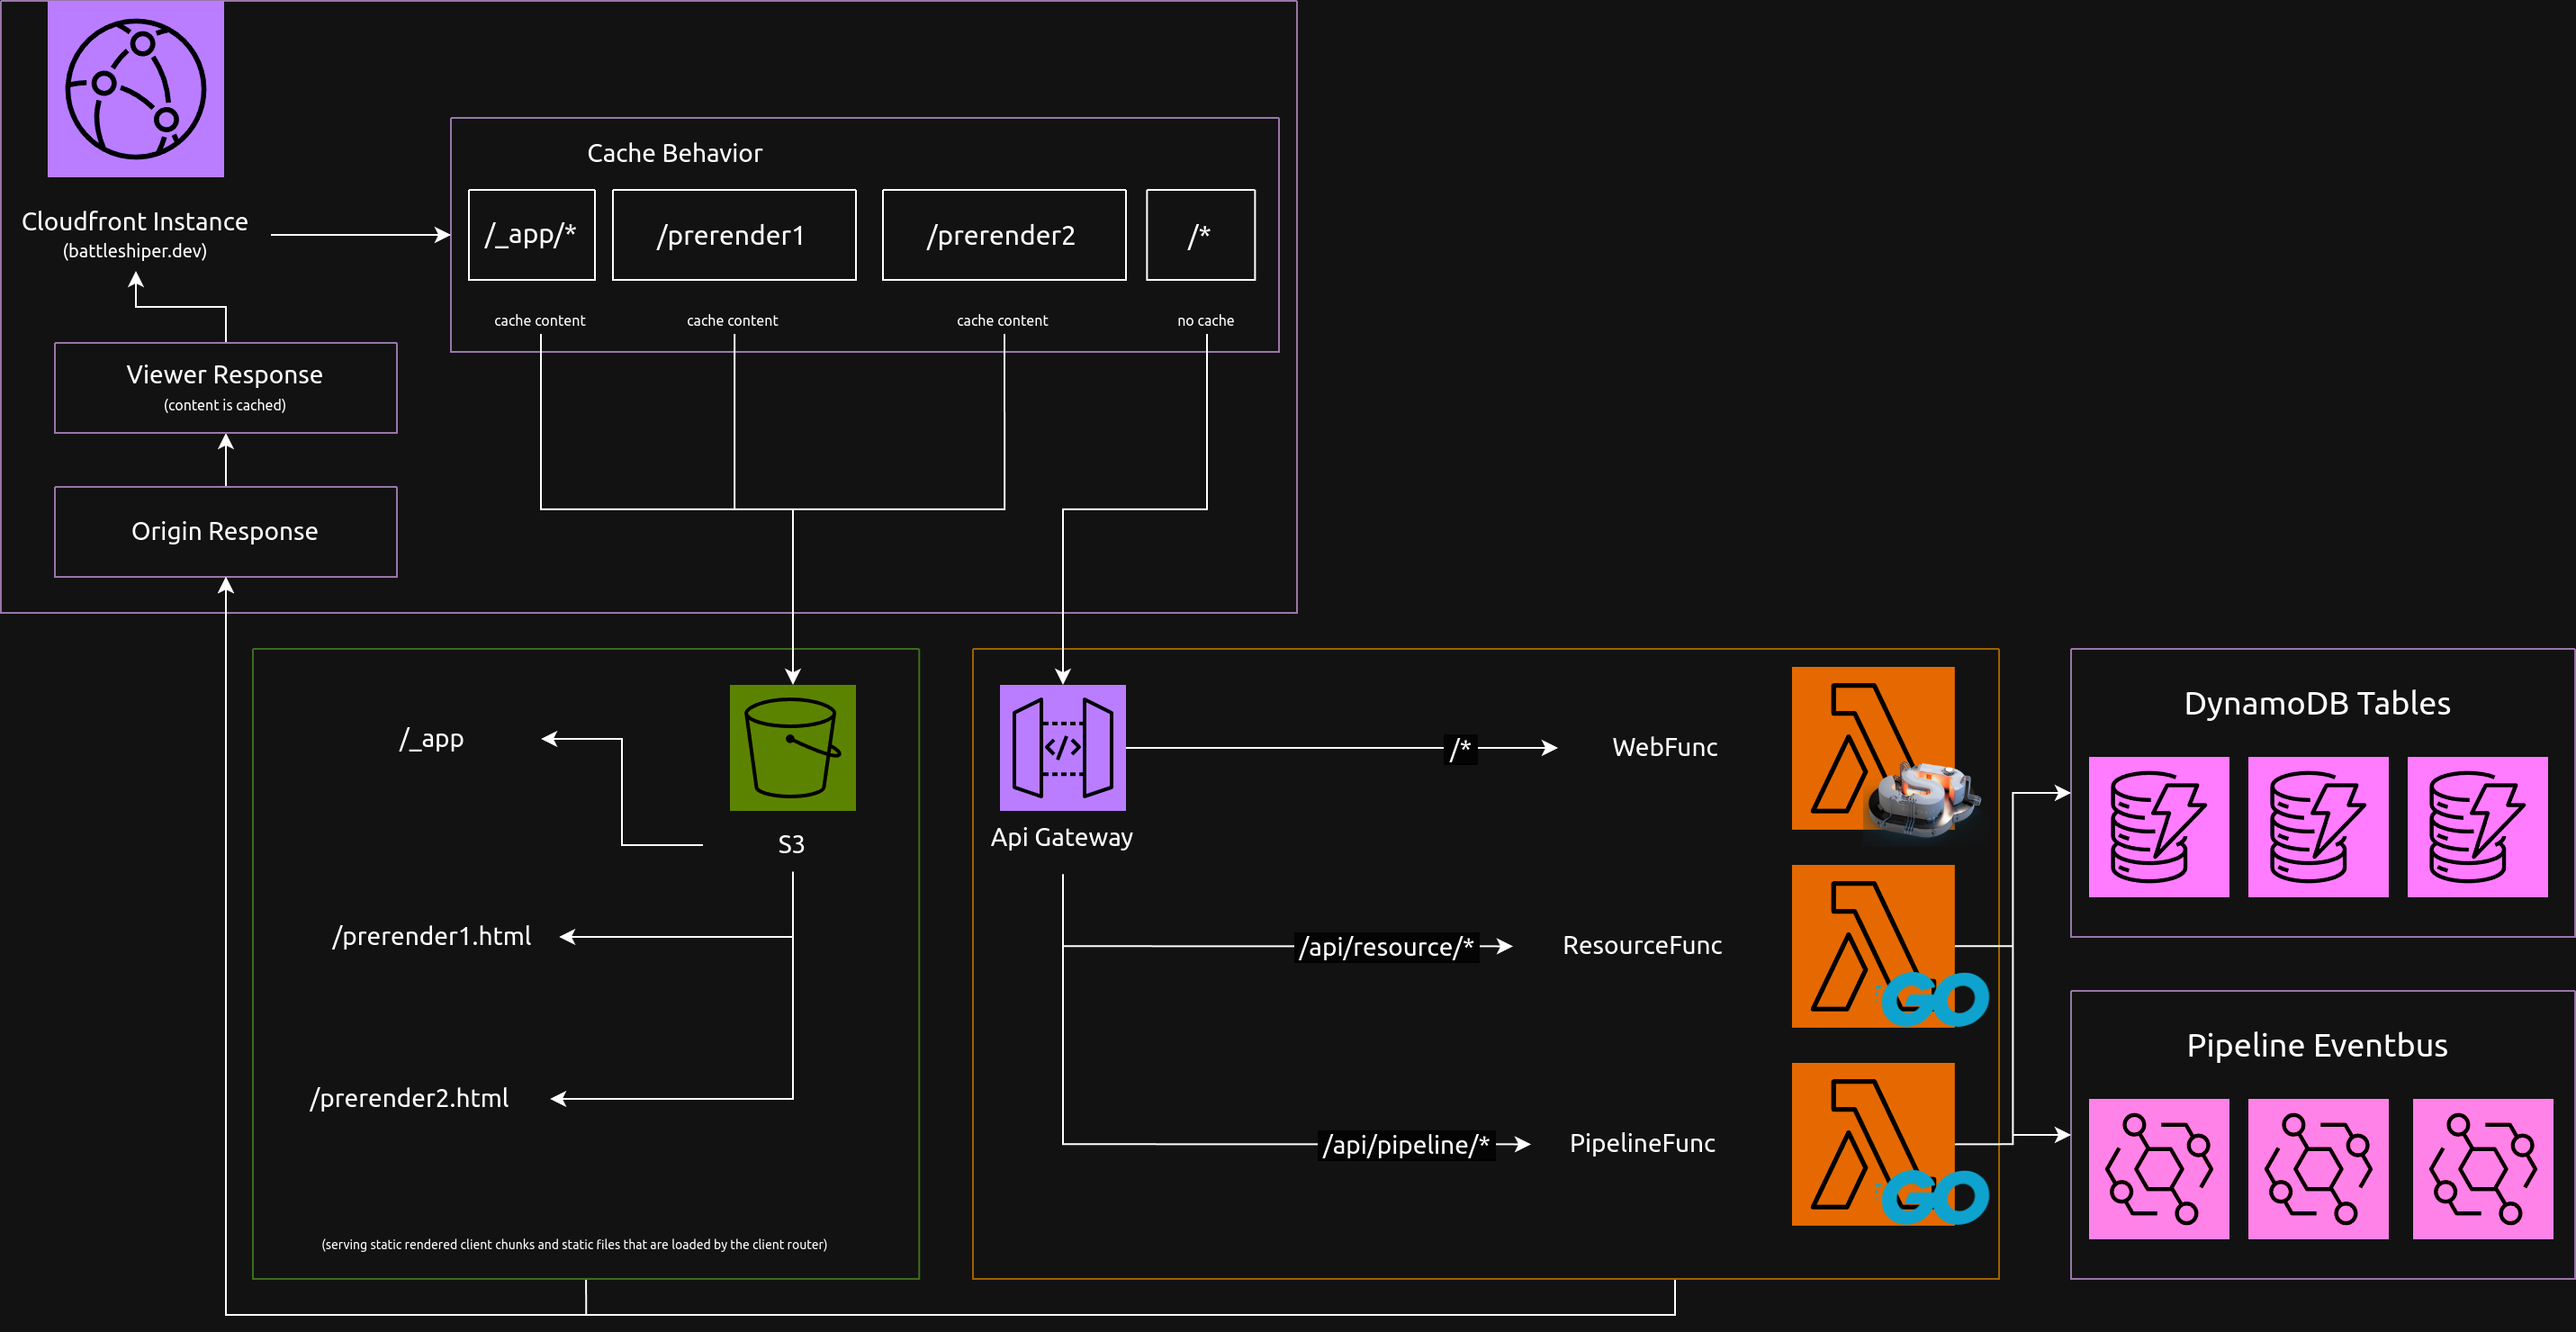 Cloudfront Instance
(battleshiper.dev)
Cache Behavior
/_app/*
/prerender1
/prerender2
/*
cache content
cache content
cache content
no cache
Viewer Response
(content is cached)
Origin Response
/_app
S3
/prerender1.html
/prerender2.html
(serving static rendered client chunks and static files that are loaded by the client router)
Api Gateway
/*
WebFunc
/api/resource/*
ResourceFunc
GO
/api/pipeline/*
PipelineFunc
GO
DynamoDB Tables
Pipeline Eventbus